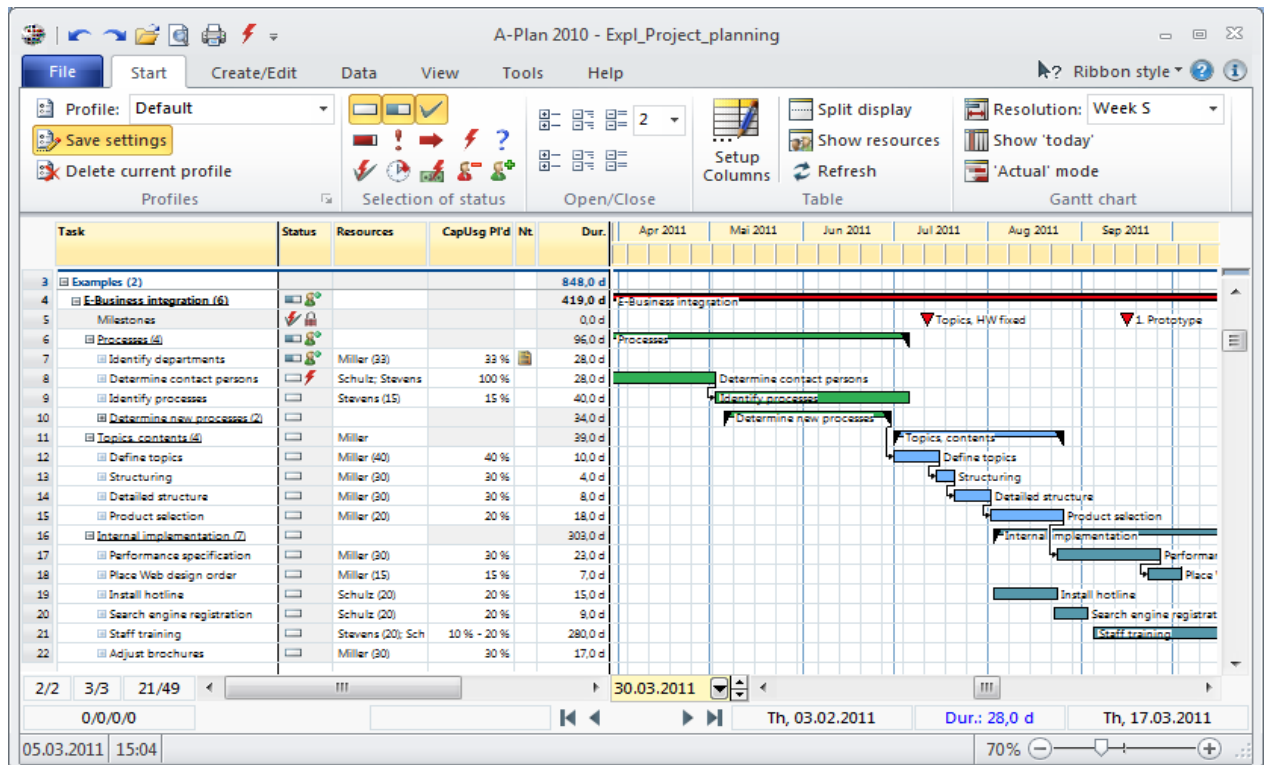 A-Plan 2010 - Expl_Project_planning
File Start Create/Edit Data View Tools Help Ribbon style
Profile: Default
Save settings
Delete current profile
Profiles
Selection of status
2
Open/Close
Setup Columns
Split display
Show resources
Refresh
Table
Resolution: Week S
Show 'today'
'Actual' mode
Gantt chart
Task Status Resources CapUsg Pl'd Nt. Dur. Apr 2011 Mai 2011 Jun 2011 Jul 2011 Aug 2011 Sep 2011
3 Examples (2) 848,0 d
4 E-Business integration (6) 419,0 d E-Business integration
5 Milestones 0,0 d Topics, HW fixed 1. Prototype
6 Processes (4) 96,0 d Processes
7 Identify departments Miller (33) 33 % 28,0 d
8 Determine contact persons Schulz; Stevens 100 % 28,0 d Determine contact persons
9 Identify processes Stevens (15) 15 % 40,0 d Identify processes
10 Determine new processes (2) 34,0 d Determine new processes
11 Topics, contents (4) Miller 39,0 d Topics, contents
12 Define topics Miller (40) 40 % 10,0 d Define topics
13 Structuring Miller (30) 30 % 4,0 d Structuring
14 Detailed structure Miller (30) 30 % 8,0 d Detailed structure
15 Product selection Miller (20) 20 % 18,0 d Product selection
16 Internal implementation (7) 303,0 d Internal implementation
17 Performance specification Miller (30) 30 % 23,0 d Performan
18 Place Web design order Miller (15) 15 % 7,0 d Place
19 Install hotline Schulz (20) 20 % 15,0 d Install hotline
20 Search engine registration Schulz (20) 20 % 9,0 d Search engine registrat
21 Staff training Stevens (20); Sch 10 % - 20 % 280,0 d Staff training
22 Adjust brochures Miller (30) 30 % 17,0 d
2/2 3/3 21/49 30.03.2011
0/0/0/0 Th, 03.02.2011 Dur.: 28,0 d Th, 17.03.2011
05.03.2011 15:04 70%